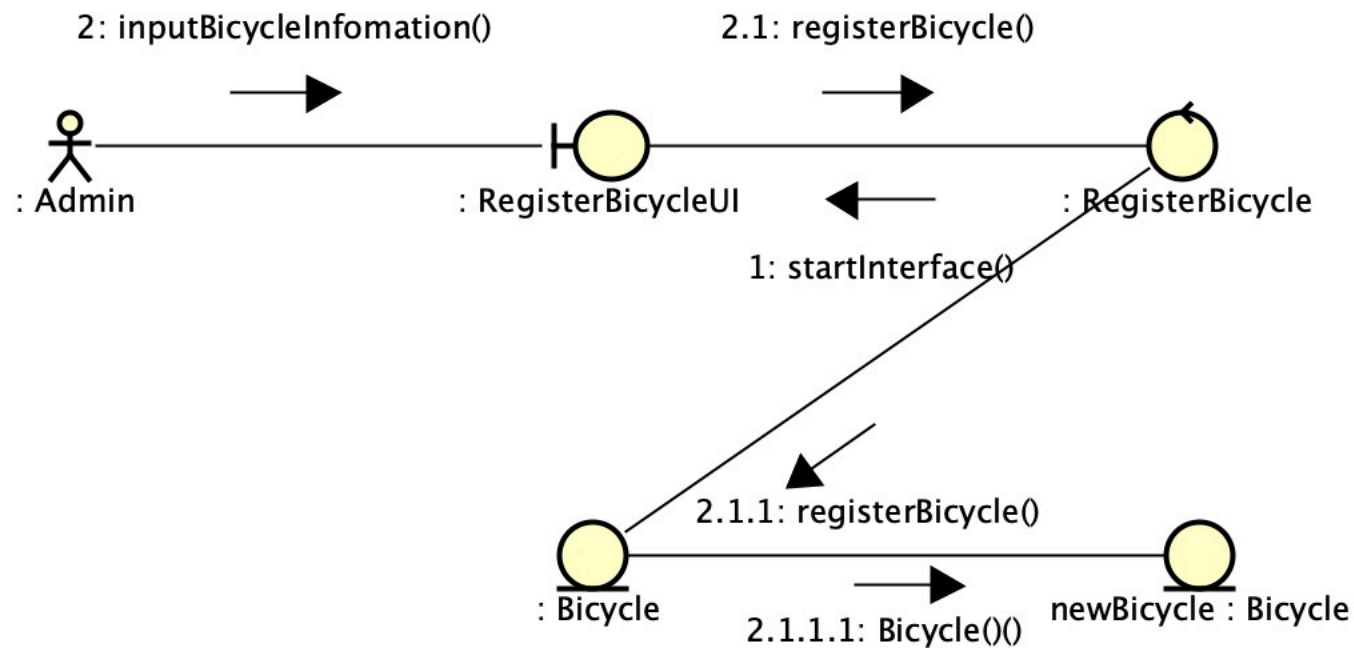 2: inputBicycleInfomation()
2.1: registerBicycle()
: Admin
: RegisterBicycleUI
: RegisterBicycle
1: startInterface()
2.1.1: registerBicycle()
: Bicycle
newBicycle : Bicycle
2.1.1.1: Bicycle()()